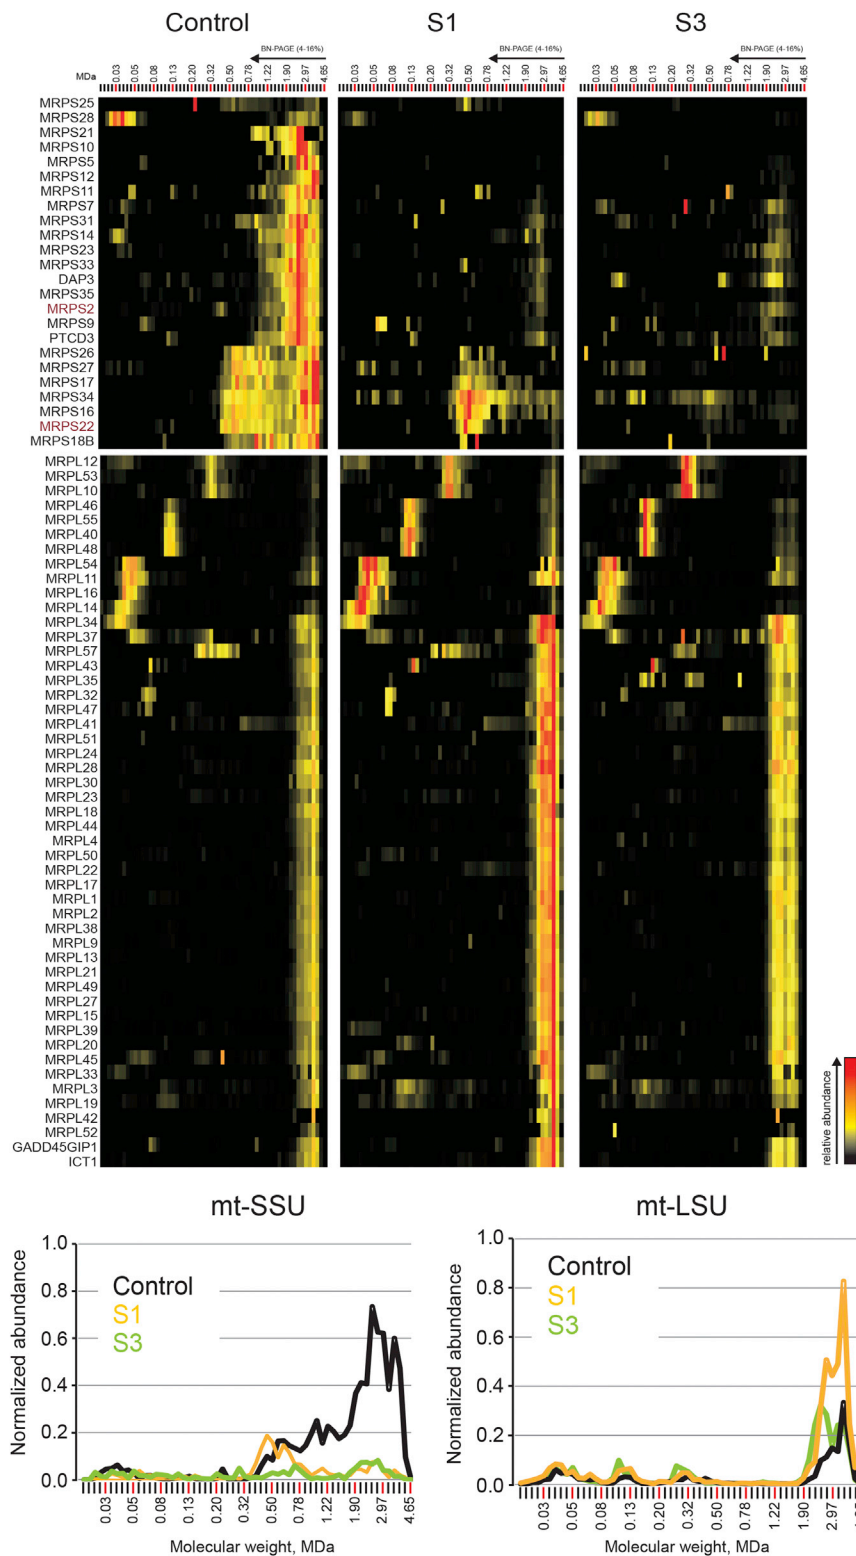 Control S1 S3
BN-PAGE (4-16%) BN-PAGE (4-16%) BN-PAGE (4-16%)
MDa 0.03 0.05 0.08 0.13 0.20 0.32 0.50 0.78 1.22 1.90 2.97 4.65 0.03 0.05 0.08 0.13 0.20 0.32 0.50 0.78 1.22 1.90 2.97 4.65 0.03 0.05 0.08 0.13 0.20 0.32 0.50 0.78 1.22 1.90 2.97 4.65
MRPS25
MRPS28
MRPS21
MRPS10
MRPS5
MRPS12
MRPS11
MRPS7
MRPS31
MRPS14
MRPS23
MRPS33
DAP3
MRPS35
MRPS2
MRPS9
PTCD3
MRPS26
MRPS27
MRPS17
MRPS34
MRPS16
MRPS22
MRPS18B
MRPL12
MRPL53
MRPL10
MRPL46
MRPL55
MRPL40
MRPL48
MRPL54
MRPL11
MRPL16
MRPL14
MRPL34
MRPL37
MRPL57
MRPL43
MRPL35
MRPL32
MRPL47
MRPL41
MRPL51
MRPL24
MRPL28
MRPL30
MRPL23
MRPL18
MRPL44
MRPL4
MRPL50
MRPL22
MRPL17
MRPL1
MRPL2
MRPL38
MRPL9
MRPL13
MRPL21
MRPL49
MRPL27
MRPL15
MRPL39
MRPL20
MRPL45
MRPL33
MRPL3
MRPL19
MRPL42
MRPL52
GADD45GIP1
ICT1
relative abundance
mt-SSU
Normalized abundance
1.0
0.8
0.6
0.4
0.2
0.0
Control
S1
S3
0.03 0.05 0.08 0.13 0.20 0.32 0.50 0.78 1.22 1.90 2.97 4.65
Molecular weight, MDa
mt-LSU
Normalized abundance
1.0
0.8
0.6
0.4
0.2
0.0
Control
S1
S3
0.03 0.05 0.08 0.13 0.20 0.32 0.50 0.78 1.22 1.90 2.97
Molecular weight, MDa